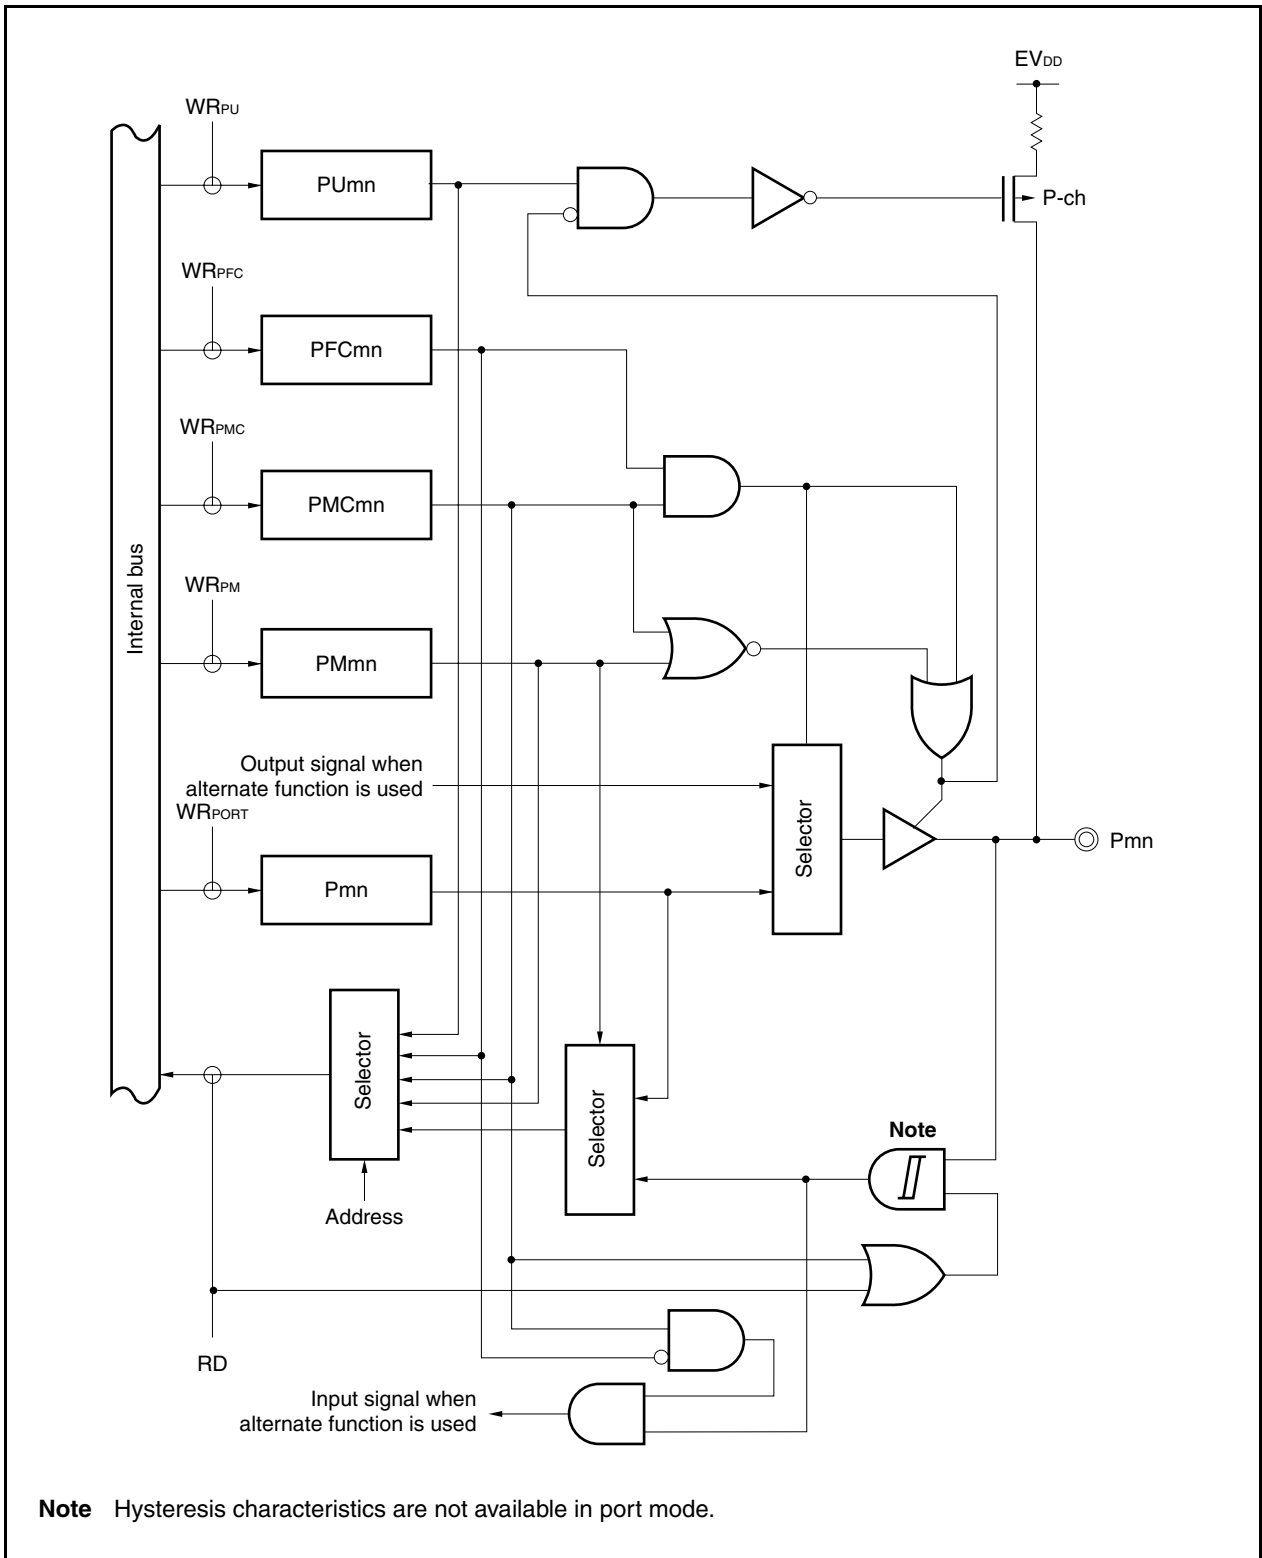 EVDD
WRPU
PUmn
P-ch
WRPFC
PFCmn
WRPMC
PMCmn
Internal bus
WRPM
PMmn
Output signal when
alternate function is used
WRPORT
Selector
Pmn
Pmn
Selector
Selector
Note
Address
RD
Input signal when
alternate function is used
Note Hysteresis characteristics are not available in port mode.